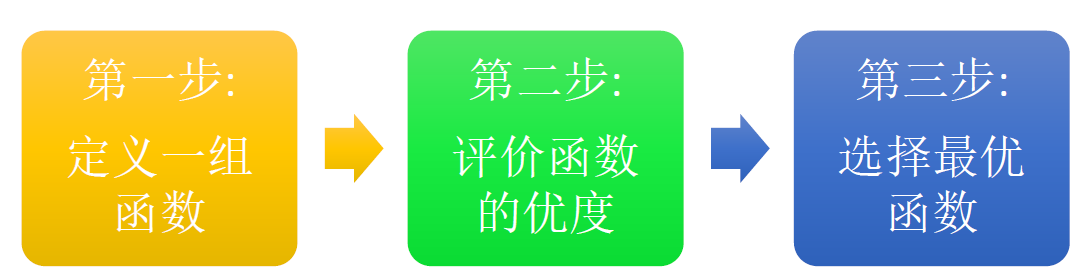 第一步:
定义一组
函数
第二步:
评价函数
的优度
第三步:
选择最优
函数